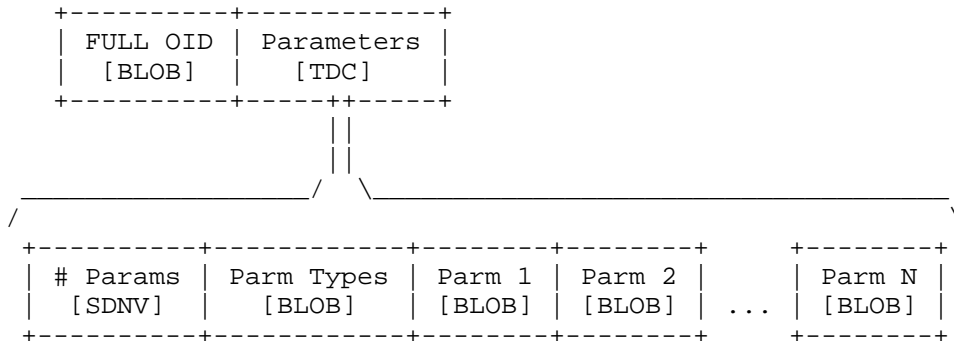 FULL OID Parameters
[BLOB] [TDC]
# Params Parm Types Parm 1 Parm 2 Parm N
[SDNV] [BLOB] [BLOB] [BLOB] ... [BLOB]